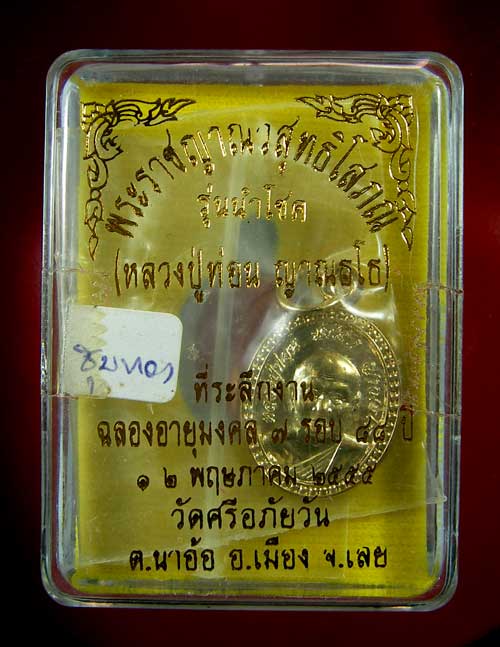 พระราชญาณวิสุทธิโสภณ
รุ่นนำโชค
(หลวงปู่ท่อน ญาณธโร)
ชุบทอง
ที่ระลึกงาน
ฉลองอายุมงคล ๗ รอบ ๘๔ ปี
๑ ๒ พฤษภาคม ๒๕๕๕
วัดศรีอภัยวัน
ต.นาอ้อ อ.เมือง จ.เลย